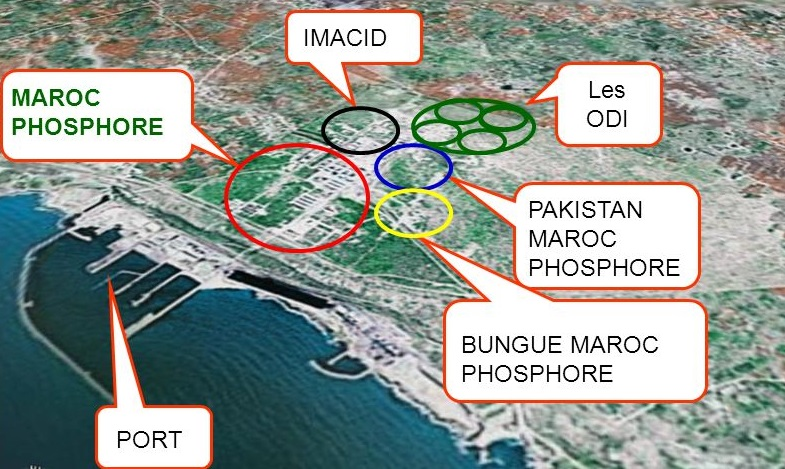 IMACID
MAROC
PHOSPHORE
Les
ODI
PAKISTAN
MAROC
PHOSPHORE
BUNGUE MAROC
PHOSPHORE
PORT